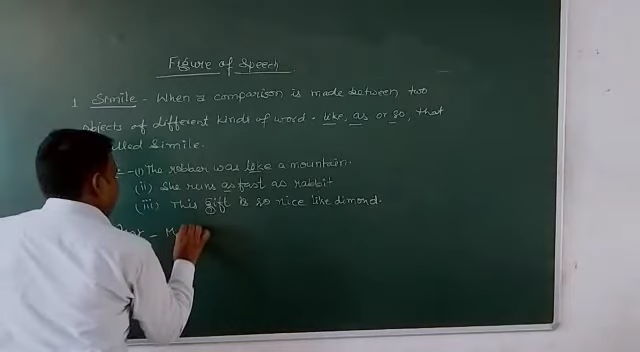 Figure of Speech
1 Simile - When a comparison is made between two
objects of different kinds of word - like, as or so, that
called Simile.
(i) The robber was like a mountain.
(ii) She runs as fast as rabbit
(iii) This gift is so nice like dimond.